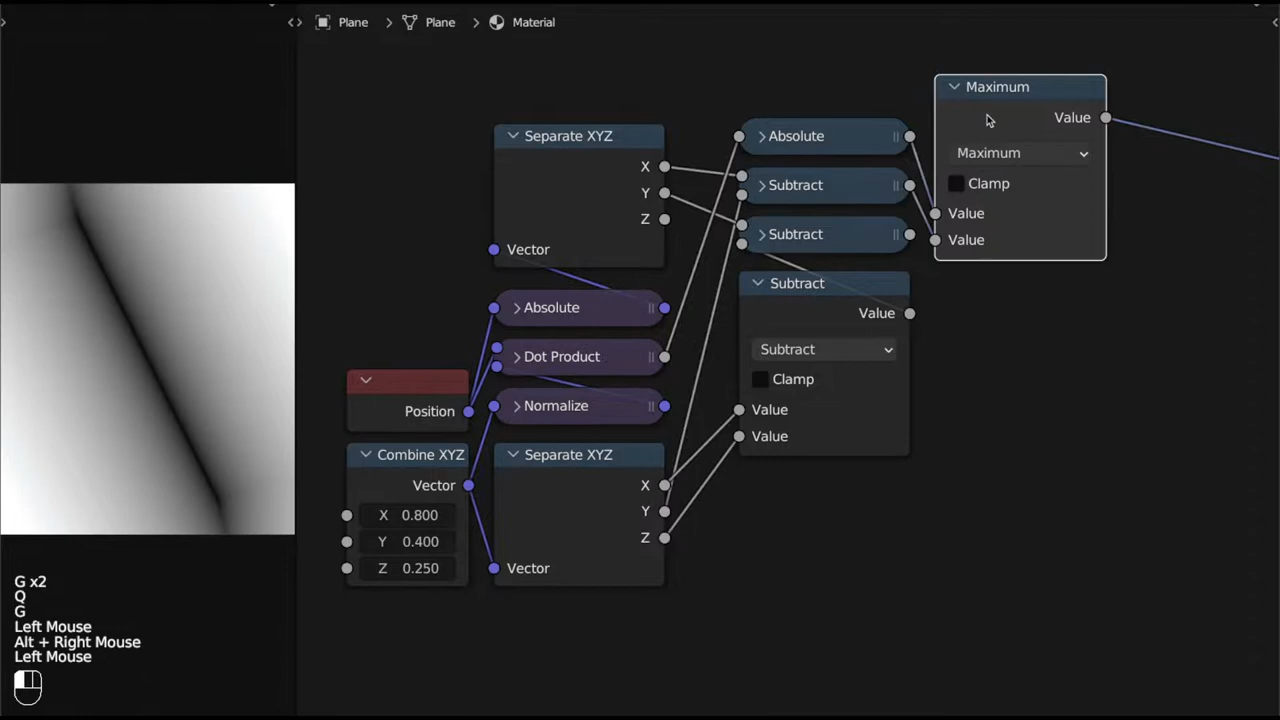 Plane > Plane > Material
Maximum
Value
Maximum
Clamp
Value
Value
Separate XYZ
X
Y
Z
Vector
Absolute
Subtract
Subtract
Subtract
Value
Subtract
Clamp
Value
Value
Absolute
Dot Product
Normalize
Position
Combine XYZ
Vector
X 0.800
Y 0.400
Z 0.250
Separate XYZ
X
Y
Z
Vector
G x2
Q
G
Left Mouse
Alt + Right Mouse
Left Mouse